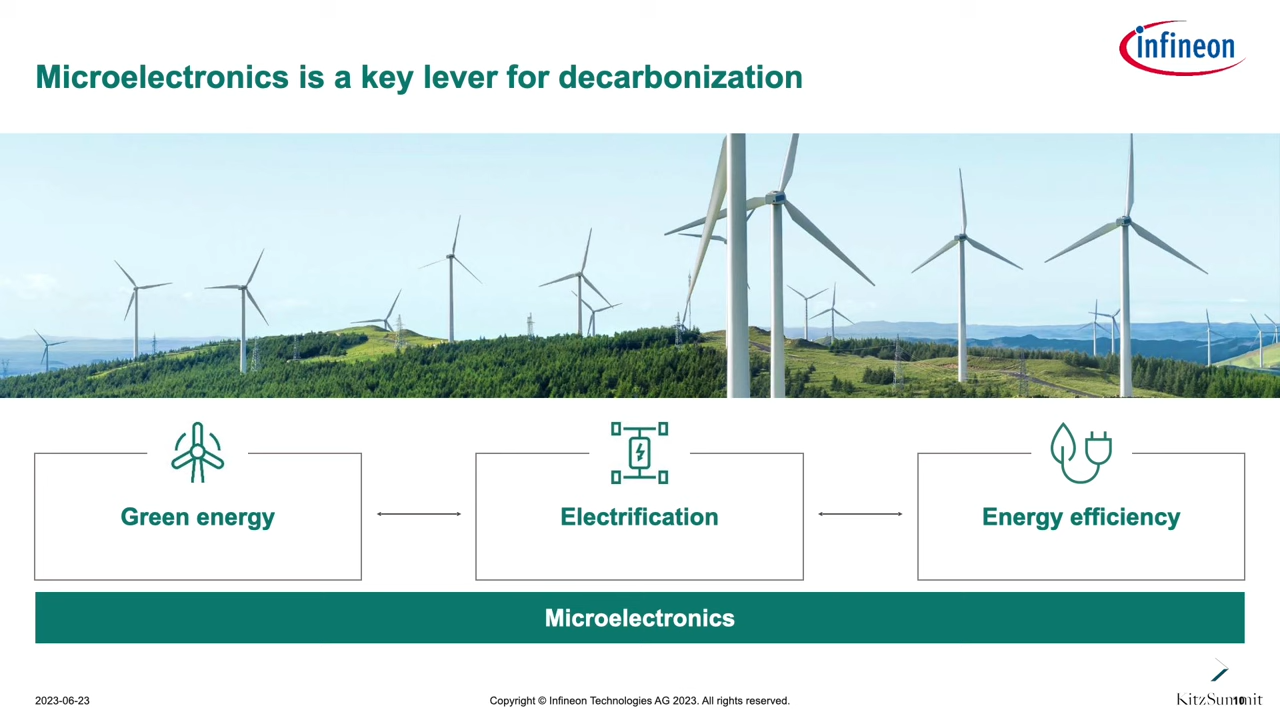 infineon
Microelectronics is a key lever for decarbonization
Green energy
Electrification
Energy efficiency
Microelectronics
2023-06-23
Copyright © Infineon Technologies AG 2023. All rights reserved.
KitzSummit
10